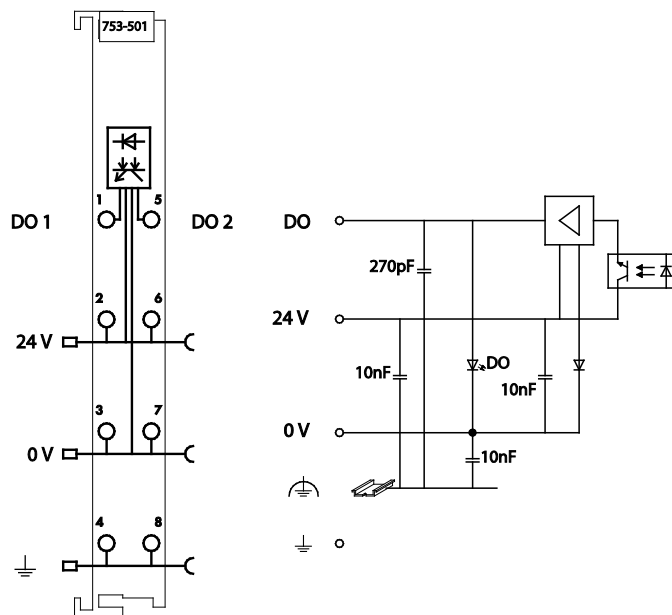 753-501
1 5
DO 1 DO 2 DO
270pF
2 6
24 V 24 V
DO
10nF 10nF
3 7
0 V 0 V
10nF
4 8